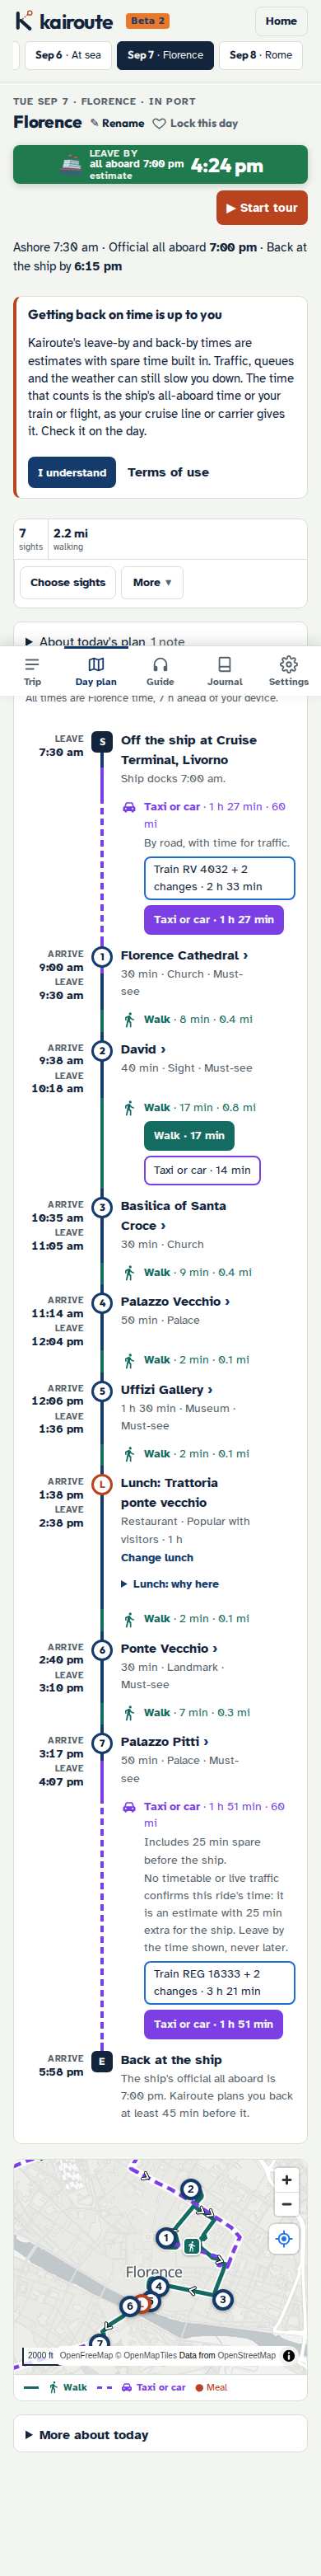 kairoute
Beta 2
Home
Sep 6 · At sea
Sep 7 · Florence
Sep 8 · Rome
TUE SEP 7 · FLORENCE · IN PORT
Florence
✎ Rename
Lock this day
LEAVE BY
all aboard 7:00 pm
estimate
4:24 pm
▶ Start tour
Ashore 7:30 am · Official all aboard 7:00 pm · Back at
the ship by 6:15 pm
Getting back on time is up to you
Kairoute's leave-by and back-by times are
estimates with spare time built in. Traffic, queues
and the weather can still slow you down. The time
that counts is the ship's all-aboard time or your
train or flight, as your cruise line or carrier gives
it. Check it on the day.
I understand
Terms of use
7
sights
2.2 mi
walking
Choose sights
More ▼
▶ About today's plan 1 note
Trip
Day plan
Guide
Journal
Settings
All times are Florence time, 7 h ahead of your device.
LEAVE
7:30 am
S
Off the ship at Cruise
Terminal, Livorno
Ship docks 7:00 am.
Taxi or car · 1 h 27 min · 60
mi
By road, with time for traffic.
Train RV 4032 + 2
changes · 2 h 33 min
Taxi or car · 1 h 27 min
ARRIVE
9:00 am
LEAVE
9:30 am
1
Florence Cathedral ›
30 min · Church · Must-
see
Walk · 8 min · 0.4 mi
ARRIVE
9:38 am
LEAVE
10:18 am
2
David ›
40 min · Sight · Must-see
Walk · 17 min · 0.8 mi
Walk · 17 min
Taxi or car · 14 min
ARRIVE
10:35 am
LEAVE
11:05 am
3
Basilica of Santa
Croce ›
30 min · Church
Walk · 9 min · 0.4 mi
ARRIVE
11:14 am
LEAVE
12:04 pm
4
Palazzo Vecchio ›
50 min · Palace
Walk · 2 min · 0.1 mi
ARRIVE
12:06 pm
LEAVE
1:36 pm
5
Uffizi Gallery ›
1 h 30 min · Museum ·
Must-see
Walk · 2 min · 0.1 mi
ARRIVE
1:38 pm
LEAVE
2:38 pm
L
Lunch: Trattoria
ponte vecchio
Restaurant · Popular with
visitors · 1 h
Change lunch
▶ Lunch: why here
Walk · 2 min · 0.1 mi
ARRIVE
2:40 pm
LEAVE
3:10 pm
6
Ponte Vecchio ›
30 min · Landmark ·
Must-see
Walk · 7 min · 0.3 mi
ARRIVE
3:17 pm
LEAVE
4:07 pm
7
Palazzo Pitti ›
50 min · Palace · Must-
see
Taxi or car · 1 h 51 min · 60
mi
Includes 25 min spare
before the ship.
No timetable or live traffic
confirms this ride's time: it
is an estimate with 25 min
extra for the ship. Leave by
the time shown, never later.
Train REG 18333 + 2
changes · 3 h 21 min
Taxi or car · 1 h 51 min
ARRIVE
5:58 pm
E
Back at the ship
The ship's official all aboard is
7:00 pm. Kairoute plans you back
at least 45 min before it.
2
1
Florence
4
6
3
7
+
−
2000 ft
OpenFreeMap © OpenMapTiles Data from OpenStreetMap
Walk
Taxi or car
Meal
▶ More about today